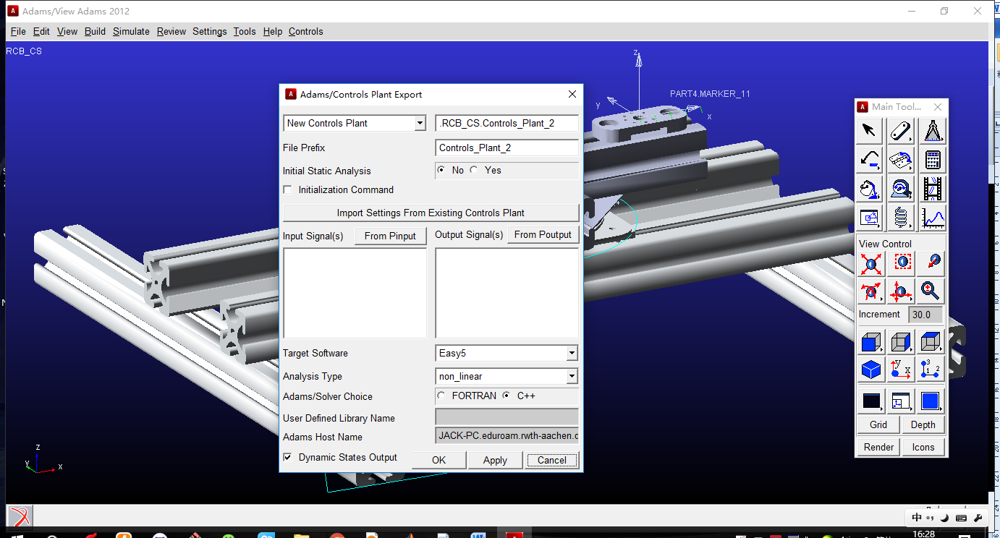 Adams/View Adams 2012
File Edit View Build Simulate Review Settings Tools Help Controls
RCB_CS
z
PART4.MARKER_11
y
x
Adams/Controls Plant Export
New Controls Plant .RCB_CS.Controls_Plant_2
File Prefix Controls_Plant_2
Initial Static Analysis No Yes
Initialization Command
Import Settings From Existing Controls Plant
Input Signal(s) From Pinput Output Signal(s) From Poutput
Target Software Easy5
Analysis Type non_linear
Adams/Solver Choice FORTRAN C++
User Defined Library Name
Adams Host Name JACK-PC.eduroam.rwth-aachen.
Dynamic States Output OK Apply Cancel
Main Tool...
View Control
Increment 30.0
y x 3 1 2
Grid Depth
Render Icons
z
y
x
中
16:28